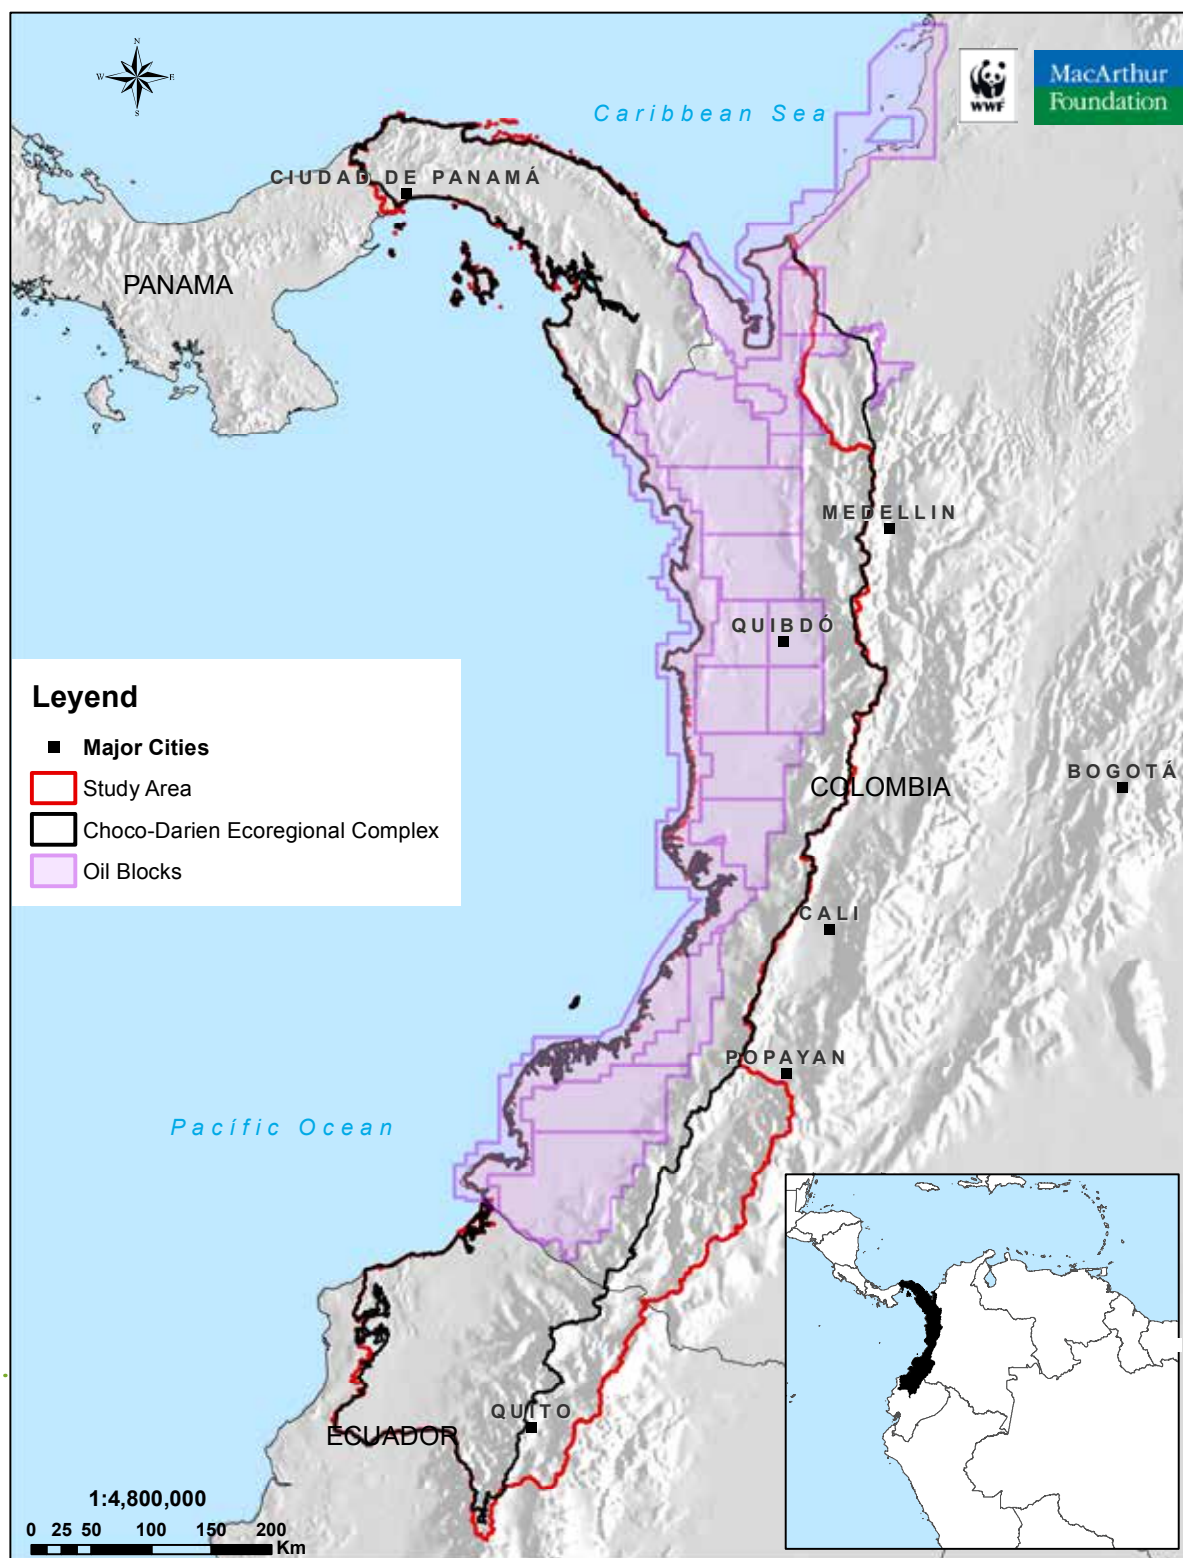 N
W E
S
Caribbean Sea
WWF
MacArthur
Foundation
CIUDAD DE PANAMÁ
PANAMA
MEDELLIN
QUIBDÓ
Leyend
Major Cities
Study Area
Choco-Darien Ecoregional Complex
Oil Blocks
BOGOTÁ
COLOMBIA
CALI
POPAYAN
Pacífic Ocean
QUITO
ECUADOR
1:4,800,000
0 25 50 100 150 200
Km